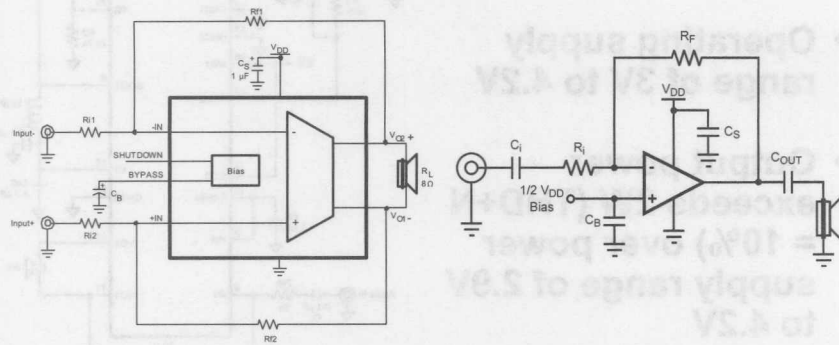 Rf1
VDD
CS
1 µF
+
Ri1
Input-
-IN
-
VO2 +
SHUTDOWN
Bias
BYPASS
+
CB
RL
8Ω
Input+
Ri2
+IN
+
VO1 -
Rf2
RF
VDD
CS
Ci
Ri
COUT
-
1/2 VDD
Bias
+
CB
Operating supply
range of 3V to 4.2V
Output power
exceeds
= 10%) over power
supply range of 2.9V
to 4.2V